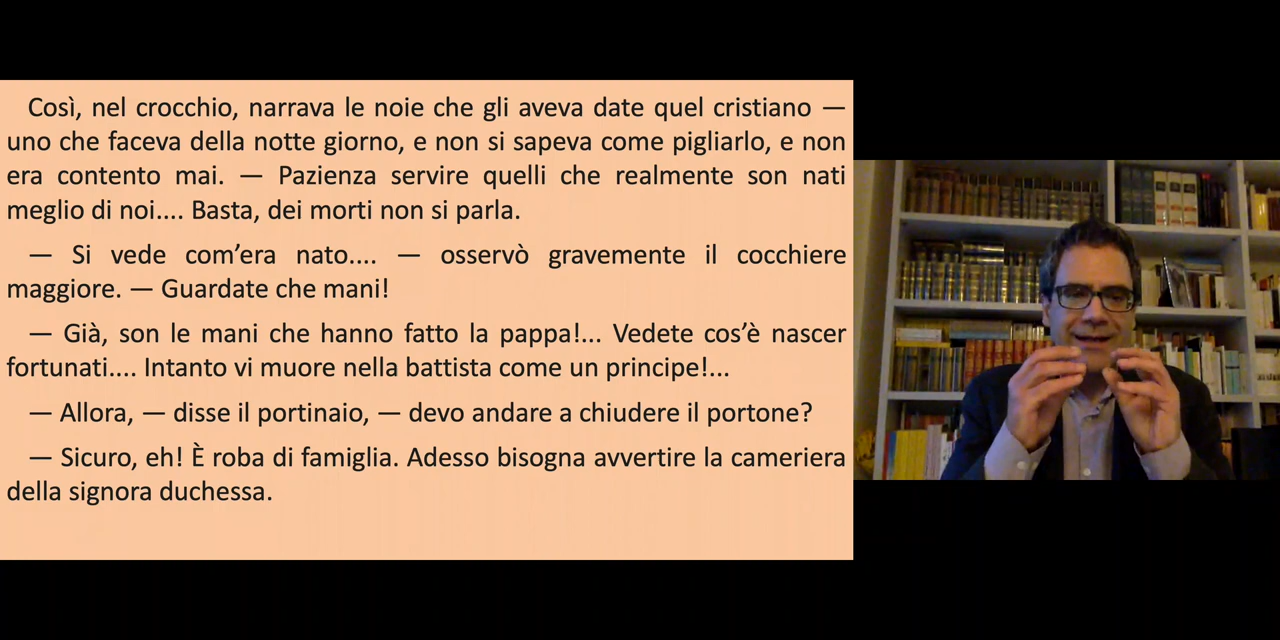 Così, nel crocchio, narrava le noie che gli aveva date quel cristiano —
uno che faceva della notte giorno, e non si sapeva come pigliarlo, e non
era contento mai. — Pazienza servire quelli che realmente son nati
meglio di noi.... Basta, dei morti non si parla.
— Si vede com’era nato.... — osservò gravemente il cocchiere
maggiore. — Guardate che mani!
— Già, son le mani che hanno fatto la pappa!... Vedete cos’è nascer
fortunati.... Intanto vi muore nella battista come un principe!...
— Allora, — disse il portinaio, — devo andare a chiudere il portone?
— Sicuro, eh! È roba di famiglia. Adesso bisogna avvertire la cameriera
della signora duchessa.